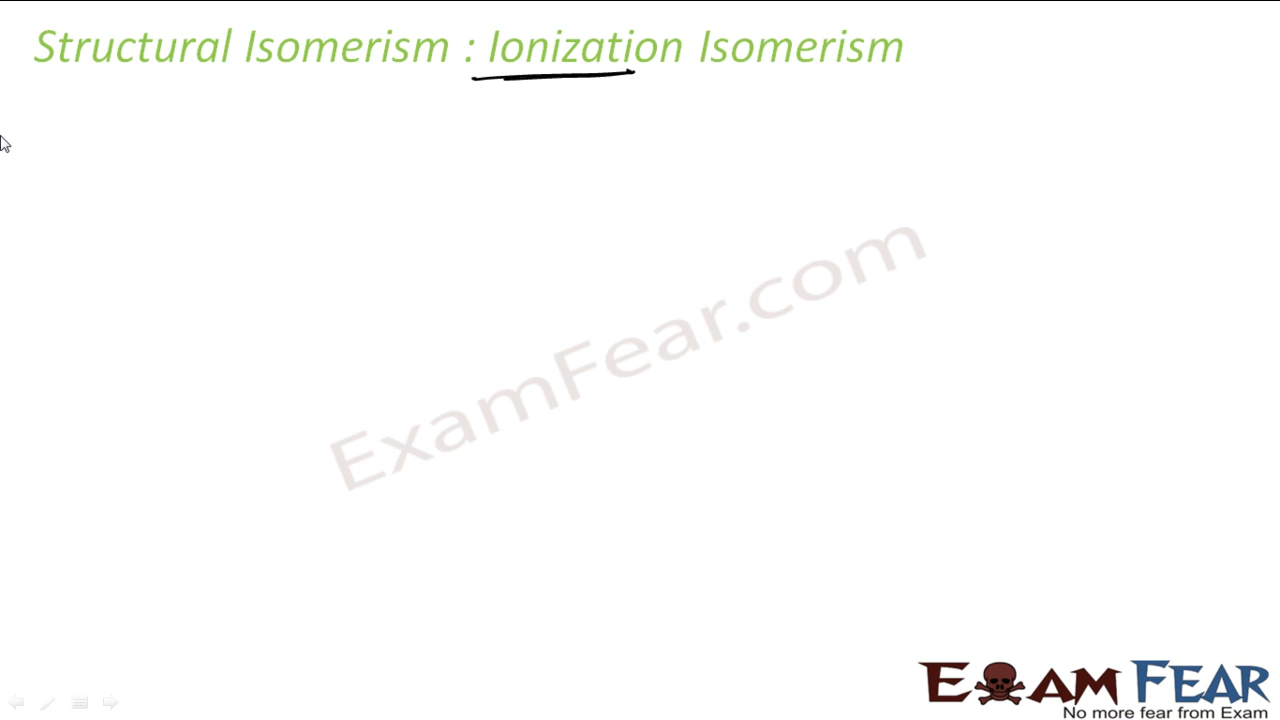 Structural Isomerism : Ionization Isomerism
ExamFear.com
EXAM FEAR
No more fear from Exam